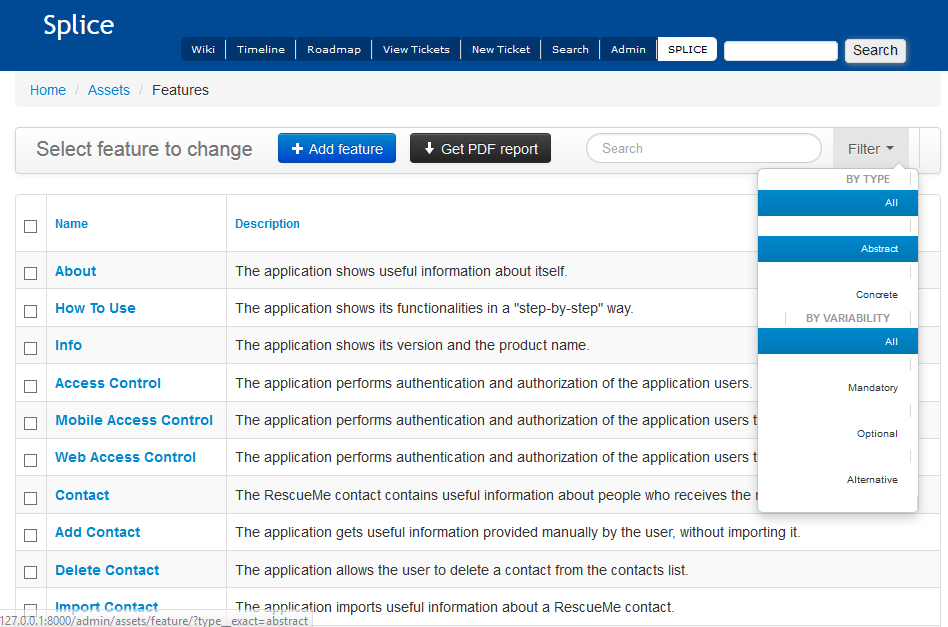 Splice
Wiki Timeline Roadmap View Tickets New Ticket Search Admin SPLICE Search
Home / Assets / Features
Select feature to change + Add feature Get PDF report Search Filter
BY TYPE
All
Abstract
Concrete
BY VARIABILITY
All
Mandatory
Optional
Alternative
Name Description
About The application shows useful information about itself.
How To Use The application shows its functionalities in a "step-by-step" way.
Info The application shows its version and the product name.
Access Control The application performs authentication and authorization of the application users.
Mobile Access Control The application performs authentication and authorization of the application users
Web Access Control The application performs authentication and authorization of the application users
Contact The RescueMe contact contains useful information about people who receives the
Add Contact The application gets useful information provided manually by the user, without importing it.
Delete Contact The application allows the user to delete a contact from the contacts list.
Import Contact The application imports useful information about a RescueMe contact.
127.0.0.1:8000/admin/assets/feature/?type__exact=abstract